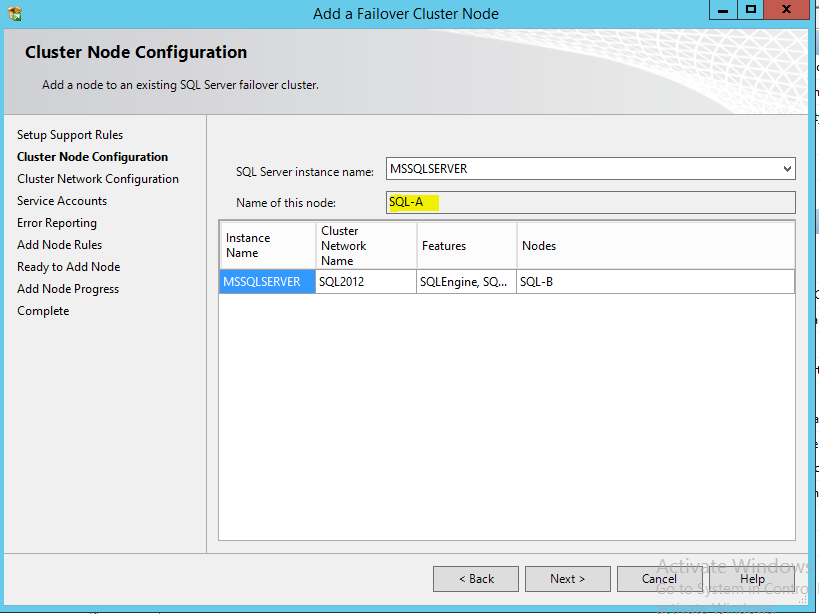 Add a Failover Cluster Node
Cluster Node Configuration
Add a node to an existing SQL Server failover cluster.
Setup Support Rules
Cluster Node Configuration
Cluster Network Configuration
Service Accounts
Error Reporting
Add Node Rules
Ready to Add Node
Add Node Progress
Complete
SQL Server instance name: MSSQLSERVER
Name of this node: SQL-A
Instance Name Cluster Network Name Features Nodes
MSSQLSERVER SQL2012 SQLEngine, SQ... SQL-B
< Back Next > Cancel Help
Activate Windows
Go to System in Contro